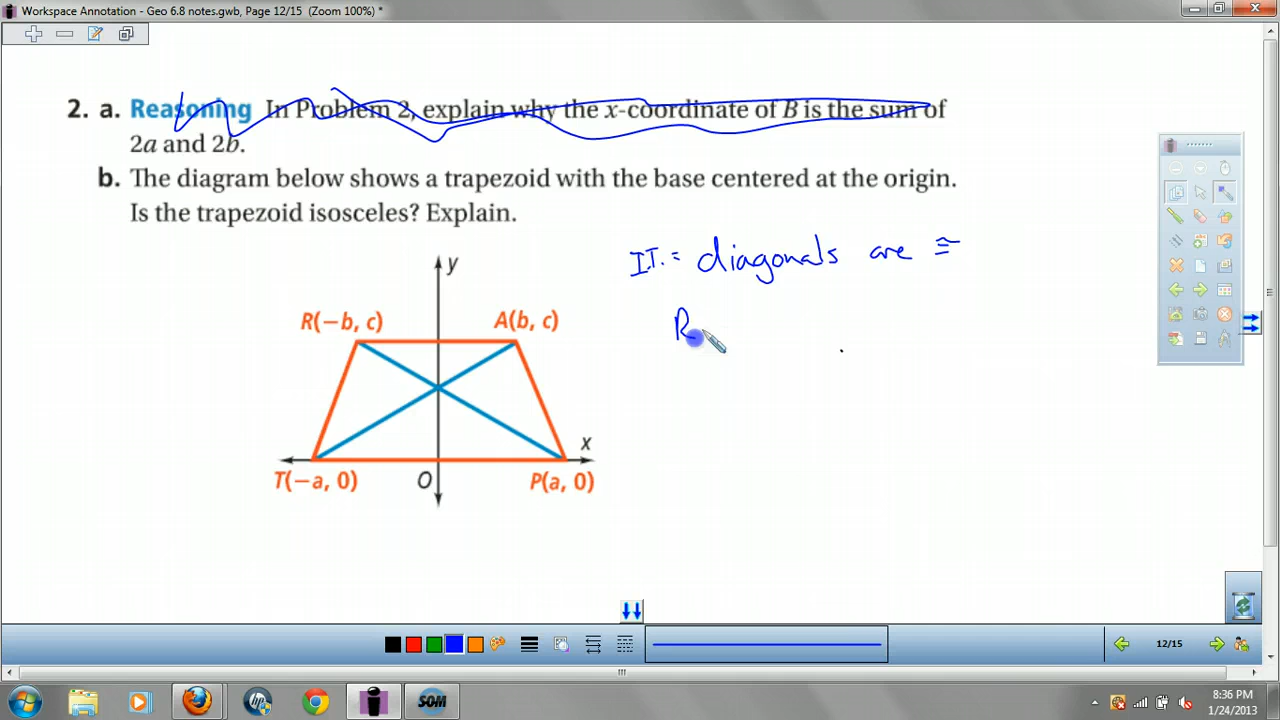 Workspace Annotation - Geo 6.8 notes.gwb, Page 12/15 (Zoom 100%) *
2. a. Reasoning In Problem 2, explain why the x-coordinate of B is the sum of
2a and 2b.
b. The diagram below shows a trapezoid with the base centered at the origin.
Is the trapezoid isosceles? Explain.
I.T. = diagonals are ≅
y
R(−b, c)
A(b, c)
R
x
T(−a, 0)
O
P(a, 0)
12/15
SOM
8:36 PM
1/24/2013